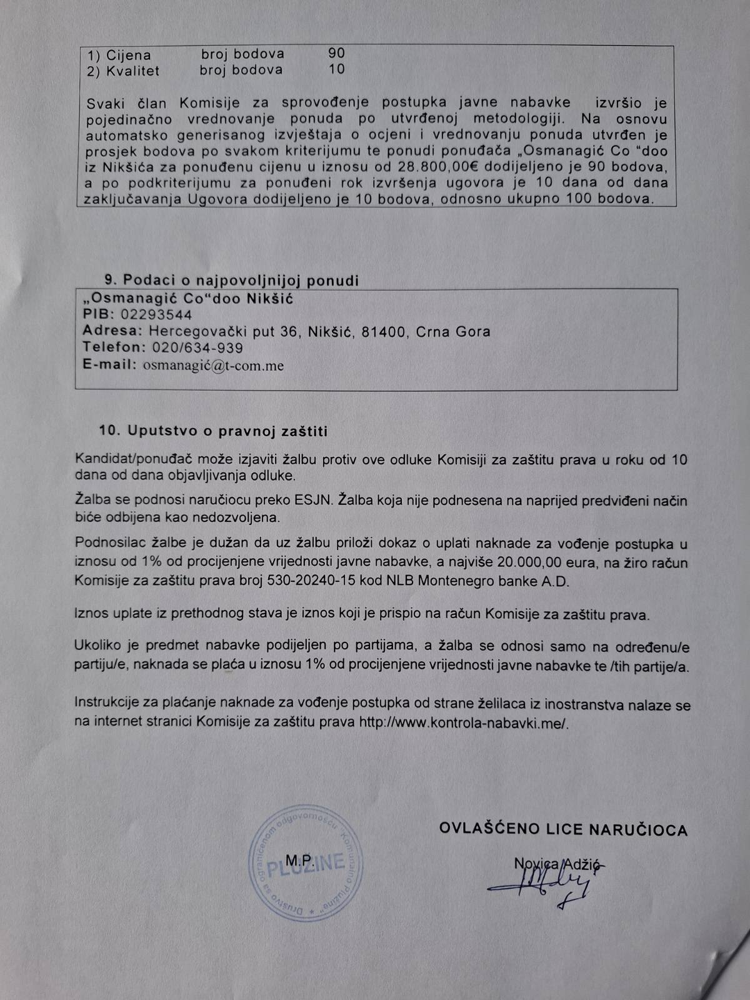 1) Cijena broj bodova 90
2) Kvalitet broj bodova 10
Svaki član Komisije za sprovođenje postupka javne nabavke izvršio je
pojedinačno vrednovanje ponuda po utvrđenoj metodologiji. Na osnovu
automatsko generisanog izvještaja o ocjeni i vrednovanju ponuda utvrđen je
prosjek bodova po svakom kriterijumu te ponudi ponuđača „Osmanagić Co “doo
iz Nikšića za ponuđenu cijenu u iznosu od 28.800,00€ dodijeljeno je 90 bodova,
a po podkriterijumu za ponuđeni rok izvršenja ugovora je 10 dana od dana
zaključavanja Ugovora dodijeljeno je 10 bodova, odnosno ukupno 100 bodova.
9. Podaci o najpovoljnijoj ponudi
„Osmanagić Co“doo Nikšić
PIB: 02293544
Adresa: Hercegovački put 36, Nikšić, 81400, Crna Gora
Telefon: 020/634-939
E-mail: osmanagić@t-com.me
10. Uputstvo o pravnoj zaštiti
Kandidat/ponuđač može izjaviti žalbu protiv ove odluke Komisiji za zaštitu prava u roku od 10
dana od dana objavljivanja odluke.
Žalba se podnosi naručiocu preko ESJN. Žalba koja nije podnesena na naprijed predviđeni način
biće odbijena kao nedozvoljena.
Podnosilac žalbe je dužan da uz žalbu priloži dokaz o uplati naknade za vođenje postupka u
iznosu od 1% od procijenjene vrijednosti javne nabavke, a najviše 20.000,00 eura, na žiro račun
Komisije za zaštitu prava broj 530-20240-15 kod NLB Montenegro banke A.D.
Iznos uplate iz prethodnog stava je iznos koji je prispio na račun Komisije za zaštitu prava.
Ukoliko je predmet nabavke podijeljen po partijama, a žalba se odnosi samo na određenu/e
partiju/e, naknada se plaća u iznosu 1% od procijenjene vrijednosti javne nabavke te /tih partije/a.
Instrukcije za plaćanje naknade za vođenje postupka od strane želilaca iz inostranstva nalaze se
na internet stranici Komisije za zaštitu prava http://www.kontrola-nabavki.me/.
OVLAŠĆENO LICE NARUČIOCA
M.P.
Novica Adžić
Društvo sa ograničenom odgovornošću "Komunalno Plužine" *
PLUŽINE